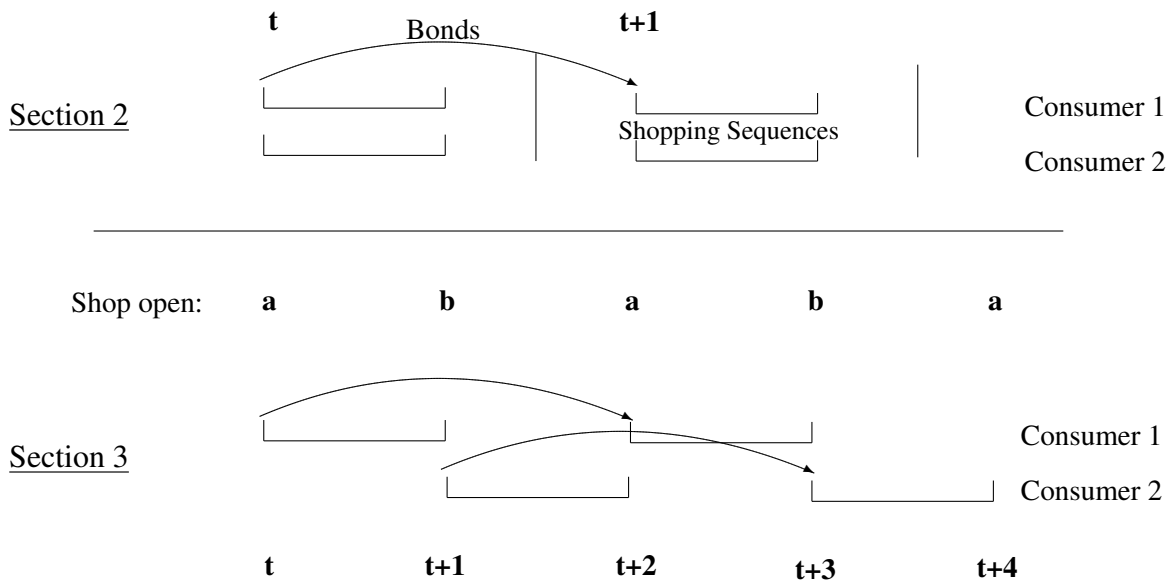 t t+1
Bonds
Section 2
Consumer 1
Shopping Sequences
Consumer 2
Shop open: a b a b a
Section 3
Consumer 1
Consumer 2
t t+1 t+2 t+3 t+4